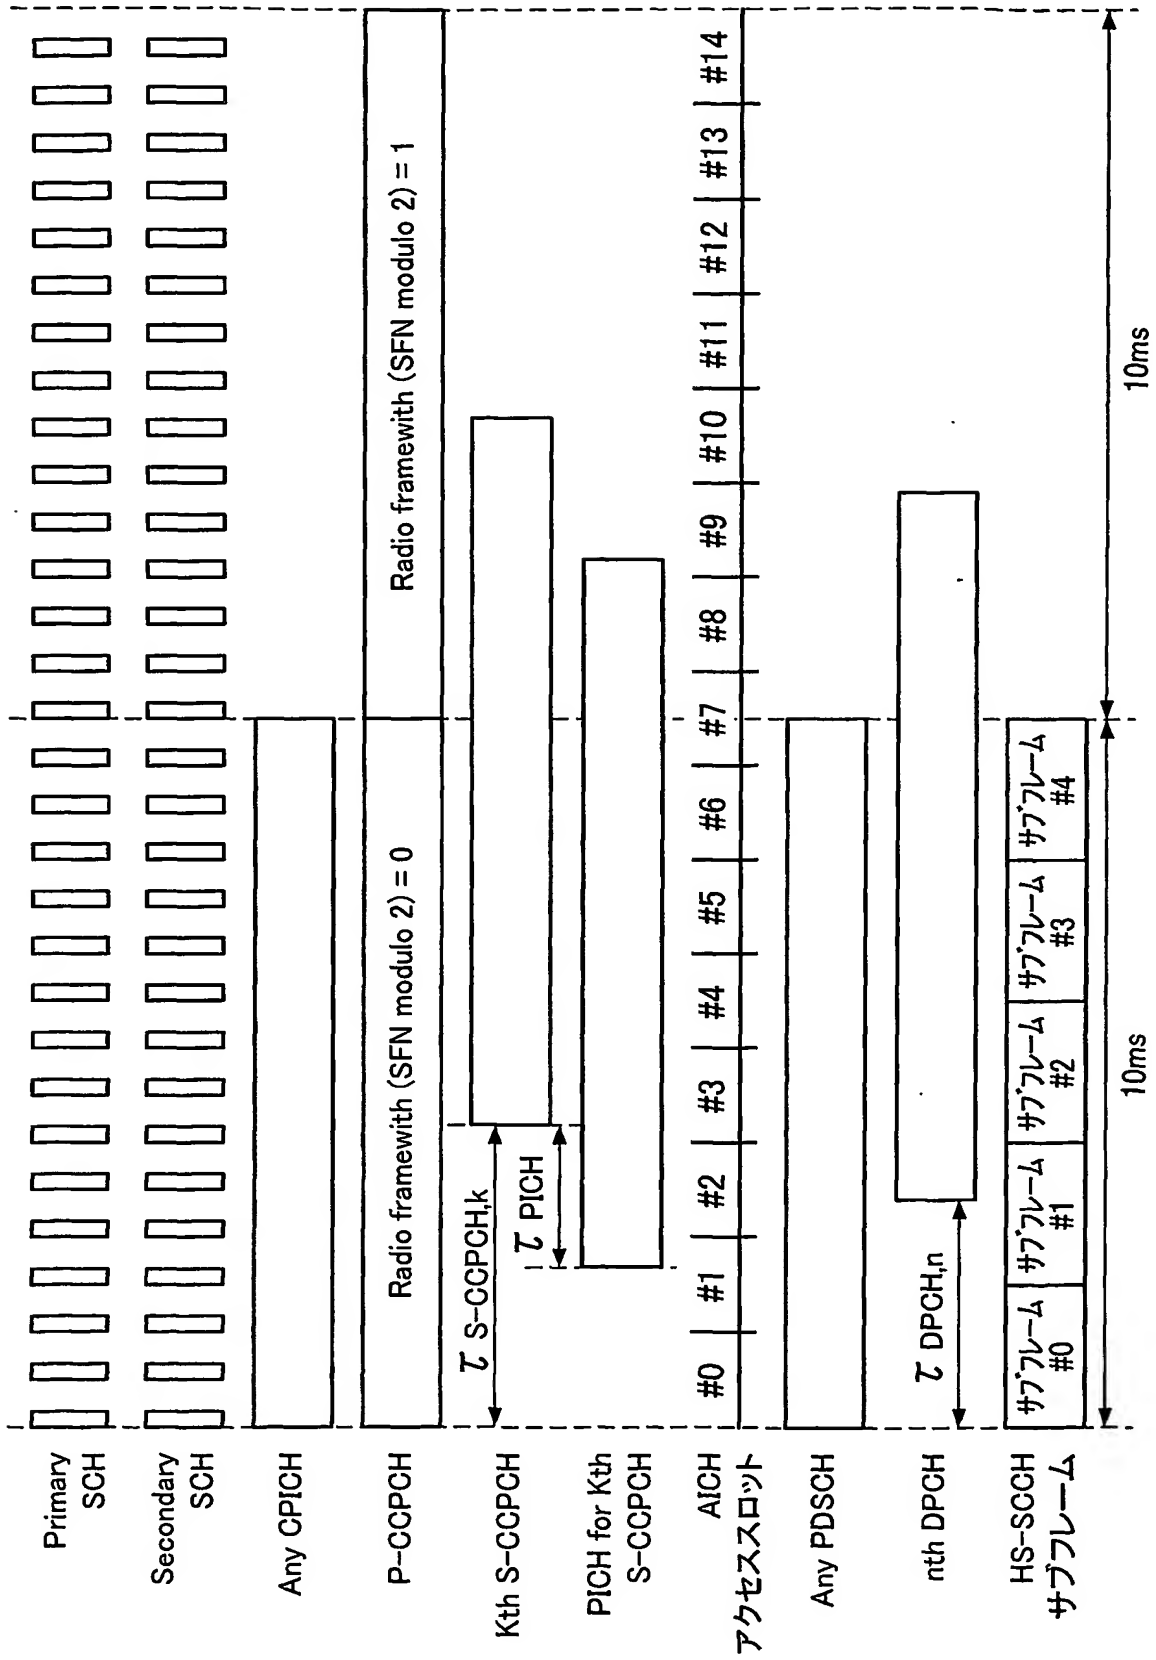 Primary
SCH
Secondary
SCH
Any CPICH
P-CCPCH
Radio framewith (SFN modulo 2) = 0
Radio framewith (SFN modulo 2) = 1
Kth S-CCPCH
τ S-CCPCH,k
PICH for Kth
S-CCPCH
τ PICH
AICH
アクセススロット
#0
#1
#2
#3
#4
#5
#6
#7
#8
#9
#10
#11
#12
#13
#14
Any PDSCH
nth DPCH
τ DPCH,n
HS-SCCH
サブフレーム
サブフレーム
#0
サブフレーム
#1
サブフレーム
#2
サブフレーム
#3
サブフレーム
#4
10ms
10ms